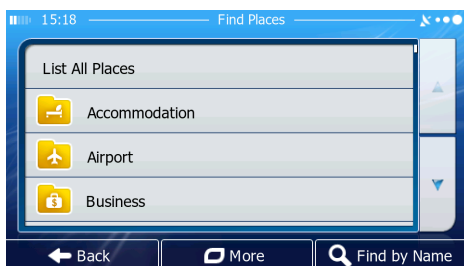 15:18 Find Places
List All Places
Accommodation
Airport
$ Business
Back More Find by Name